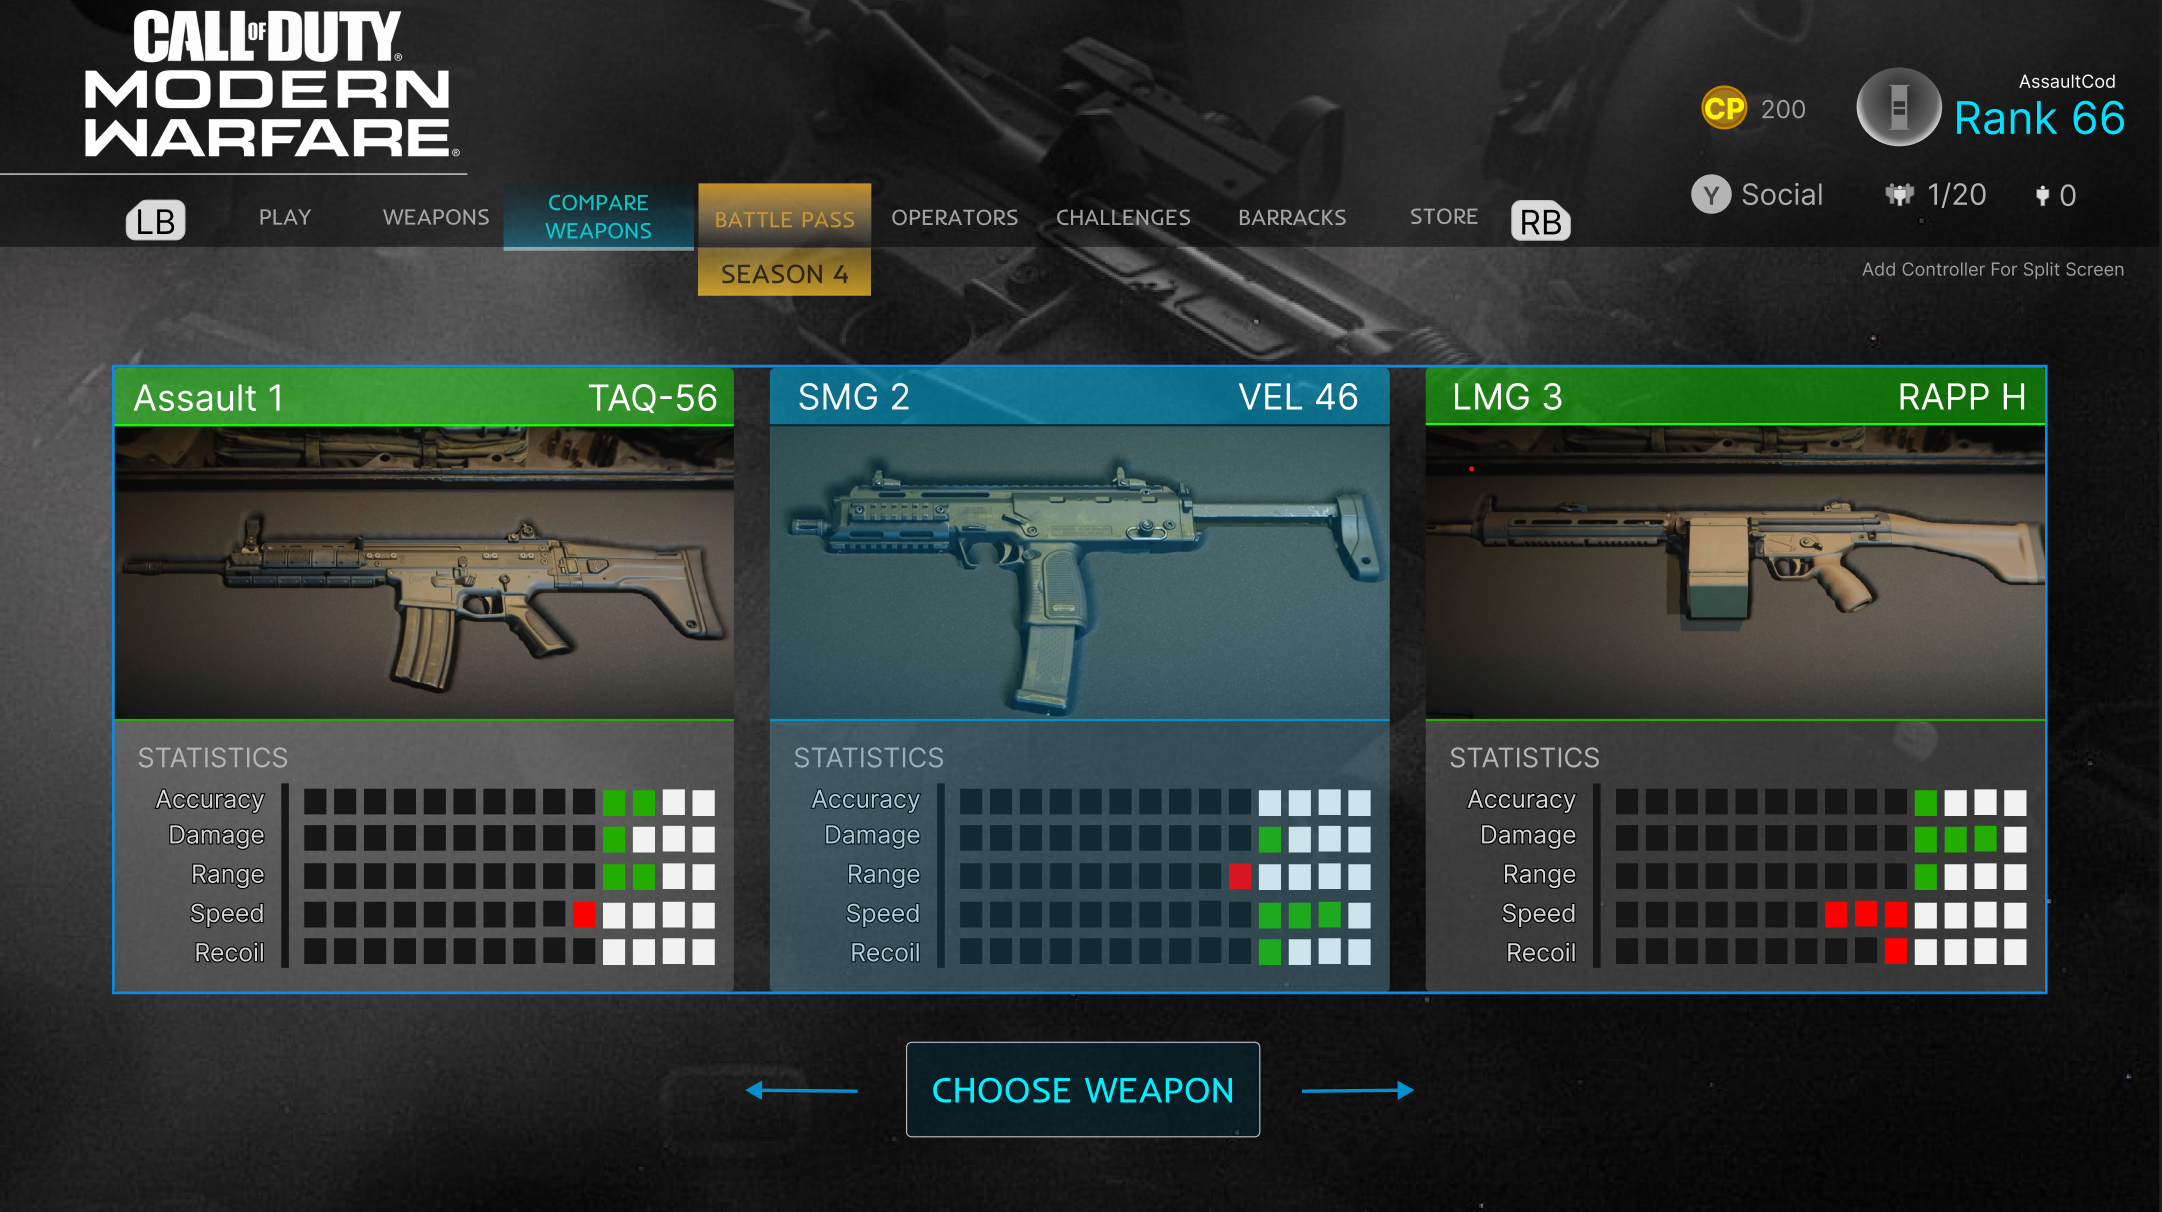 CALL OF DUTY®
MODERN
WARFARE®
CP 200
AssaultCod
Rank 66
Y Social 1/20 0
LB PLAY WEAPONS COMPARE WEAPONS BATTLE PASS OPERATORS CHALLENGES BARRACKS STORE RB
SEASON 4
Add Controller For Split Screen
Assault 1 TAQ-56
STATISTICS
Accuracy
Damage
Range
Speed
Recoil
SMG 2 VEL 46
STATISTICS
Accuracy
Damage
Range
Speed
Recoil
LMG 3 RAPP H
STATISTICS
Accuracy
Damage
Range
Speed
Recoil
CHOOSE WEAPON